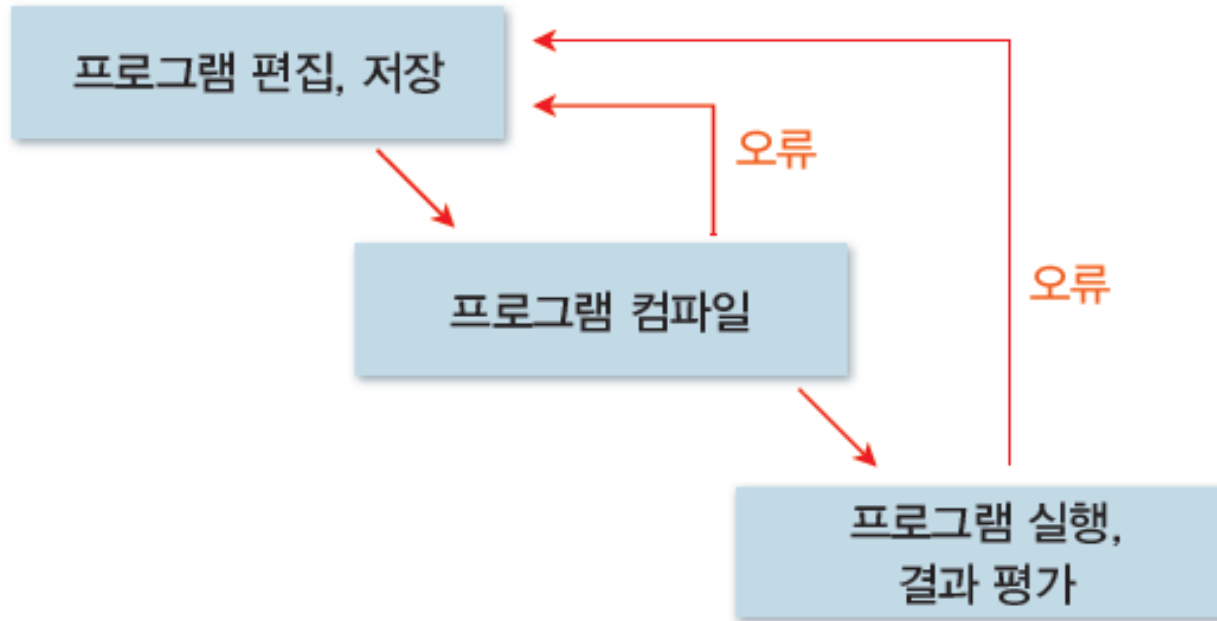 프로그램 편집, 저장
오류
프로그램 컴파일
오류
프로그램 실행,
결과 평가